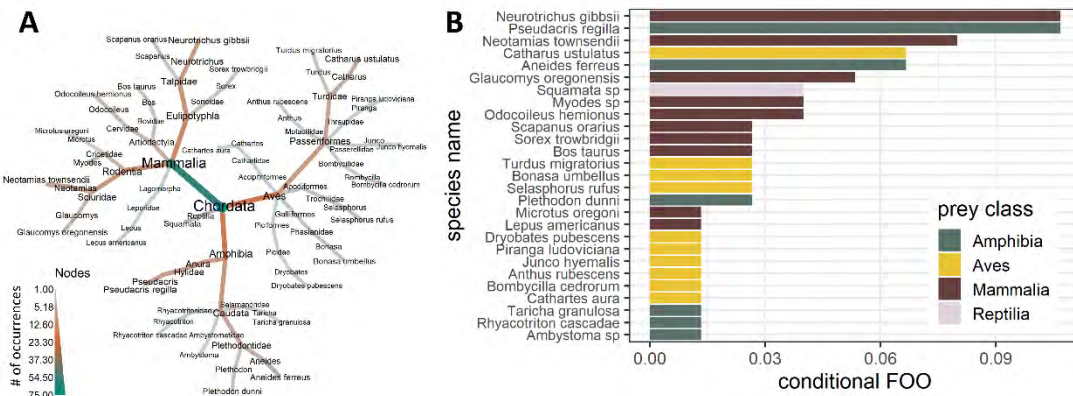 A
Scapanus orarius
Neurotrichus gibbsii
Scapanus
Neurotrichus
Sorex trowbridgii
Turdus migratorius
Catharus ustulatus
Odocoileus hemionus
Bos taurus
Talpidae
Turdus
Catharus
Odocoileus
Bos
Soricidae
Sorex
Anthus rubescens
Turdidae
Piranga ludoviciana
Bovidae
Eulipotyphla
Anthus
Piranga
Microtus oregoni
Cervidae
Motacillidae
Thraupidae
Microtus
Artiodactyla
Cathartes aura
Cathartes
Passeriformes
Junco
Cricetidae
Mammalia
Cathartidae
Passerellidae
Junco hyemalis
Myodes
Rodentia
Bombycillidae
Neotamias townsendii
Accipitriformes
Bombycilla
Neotamias
Lagomorpha
Apodiformes
Bombycilla cedrorum
Sciuridae
Chordata
Aves
Trochilidae
Glaucomys
Leporidae
Reptilia
Galliformes
Selasphorus
Squamata
Piciformes
Selasphorus rufus
Glaucomys oregonensis
Lepus
Phasianidae
Lepus americanus
Amphibia
Picidae
Bonasa
Bonasa umbellus
Nodes
Anura
Hylidae
Dryobates
Pseudacris
Dryobates pubescens
Pseudacris regilla
Salamandridae
Rhyacotritonidae
Caudata
Taricha
Rhyacotriton
Taricha granulosa
Rhyacotriton cascadae
Ambystomatidae
Ambystoma
Plethodontidae
Plethodon
Aneides
Aneides ferreus
Plethodon dunni
# of occurrences
1.00
5.18
12.60
23.30
37.30
54.50
75.00
B
species name
Neurotrichus gibbsii
Pseudacris regilla
Neotamias townsendii
Catharus ustulatus
Aneides ferreus
Glaucomys oregonensis
Squamata sp
Myodes sp
Odocoileus hemionus
Scapanus orarius
Sorex trowbridgii
Bos taurus
Turdus migratorius
Bonasa umbellus
Selasphorus rufus
Plethodon dunni
Microtus oregoni
Lepus americanus
Dryobates pubescens
Piranga ludoviciana
Junco hyemalis
Anthus rubescens
Bombycilla cedrorum
Cathartes aura
Taricha granulosa
Rhyacotriton cascadae
Ambystoma sp
0.00
0.03
0.06
0.09
conditional FOO
prey class
Amphibia
Aves
Mammalia
Reptilia